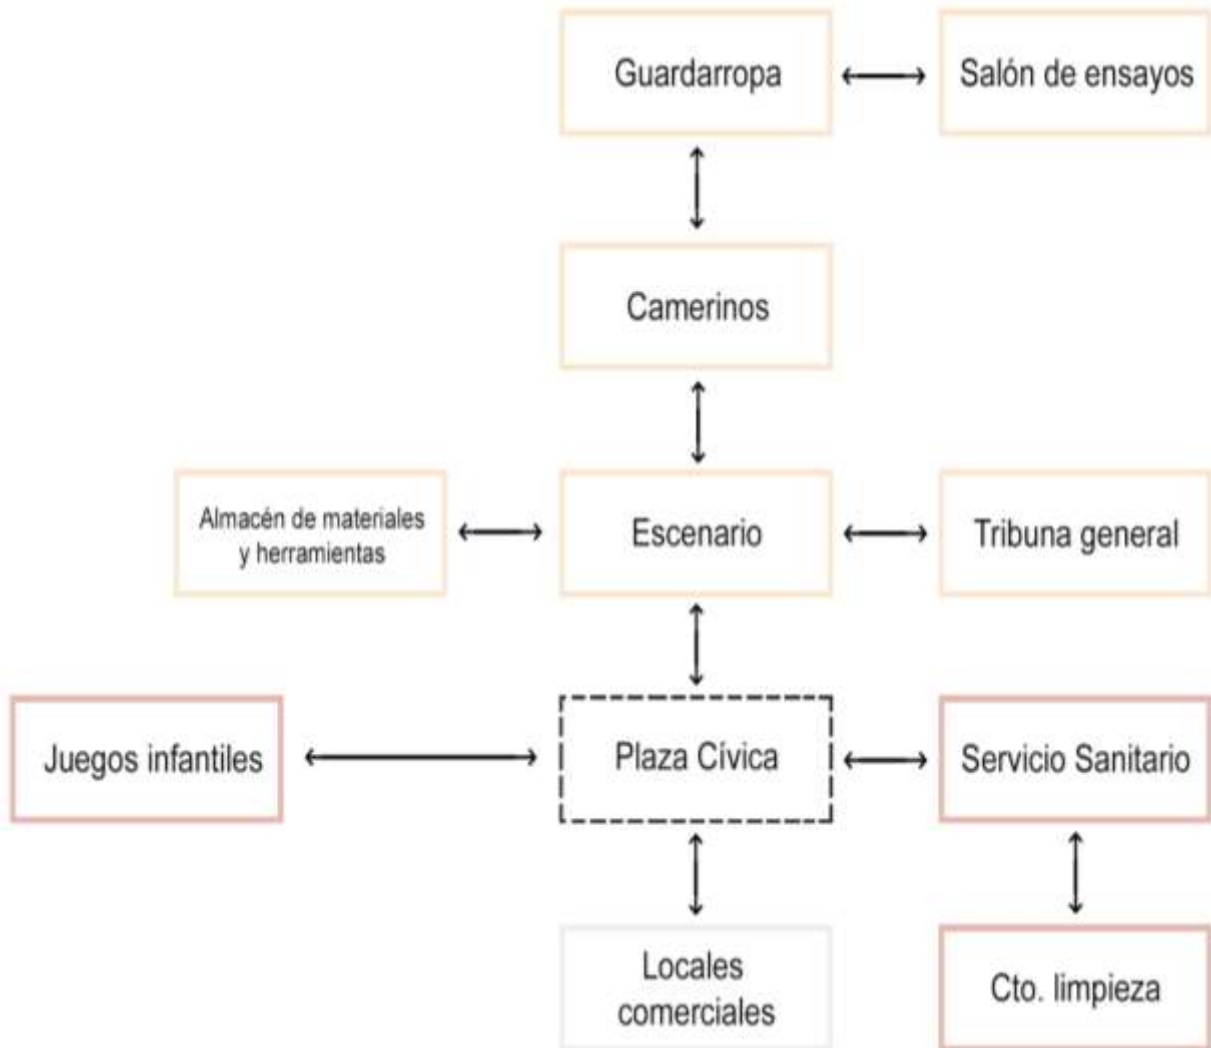 Guardarropa
Salón de ensayos
Camerinos
Almacén de materiales
y herramientas
Escenario
Tribuna general
Juegos infantiles
Plaza Cívica
Servicio Sanitario
Locales
comerciales
Cto. limpieza